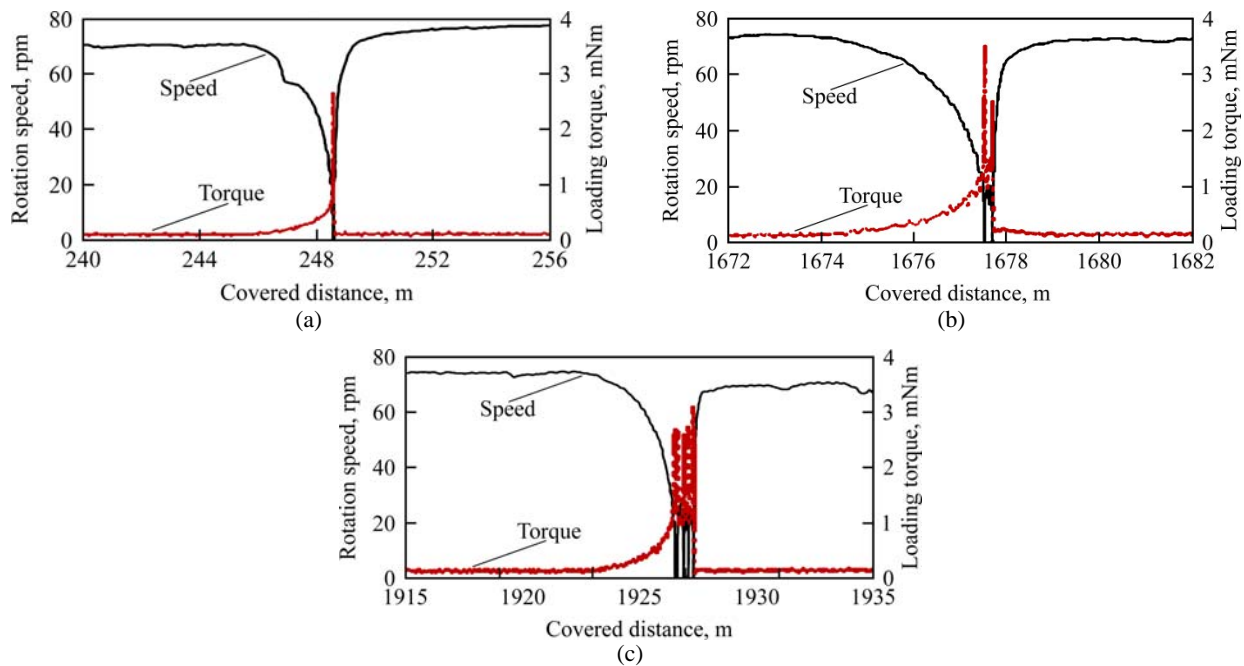 80
60
40
20
0
Rotation speed, rpm
Speed
Torque
4
3
2
1
0
Loading torque, mNm
240 244 248 252 256
Covered distance, m
(a)
80
60
40
20
0
Rotation speed, rpm
Speed
Torque
4
3
2
1
0
Loading torque, mNm
1672 1674 1676 1678 1680 1682
Covered distance, m
(b)
80
60
40
20
0
Rotation speed, rpm
Speed
Torque
4
3
2
1
0
Loading torque, mNm
1915 1920 1925 1930 1935
Covered distance, m
(c)